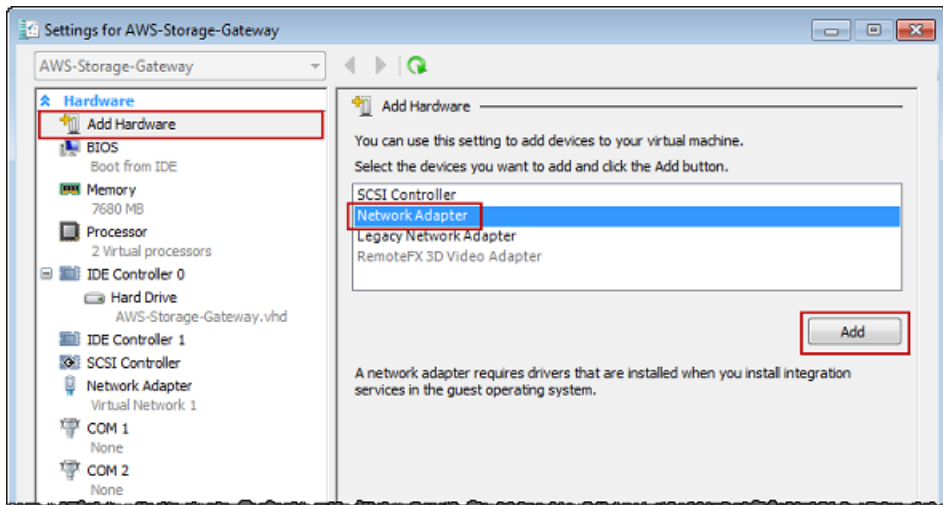 Settings for AWS-Storage-Gateway
AWS-Storage-Gateway
Hardware
Add Hardware
BIOS
Boot from IDE
Memory
7680 MB
Processor
2 Virtual processors
IDE Controller 0
Hard Drive
AWS-Storage-Gateway.vhd
IDE Controller 1
SCSI Controller
Network Adapter
Virtual Network 1
COM 1
None
COM 2
None
Add Hardware
You can use this setting to add devices to your virtual machine.
Select the devices you want to add and click the Add button.
SCSI Controller
Network Adapter
Legacy Network Adapter
RemoteFX 3D Video Adapter
Add
A network adapter requires drivers that are installed when you install integration
services in the guest operating system.